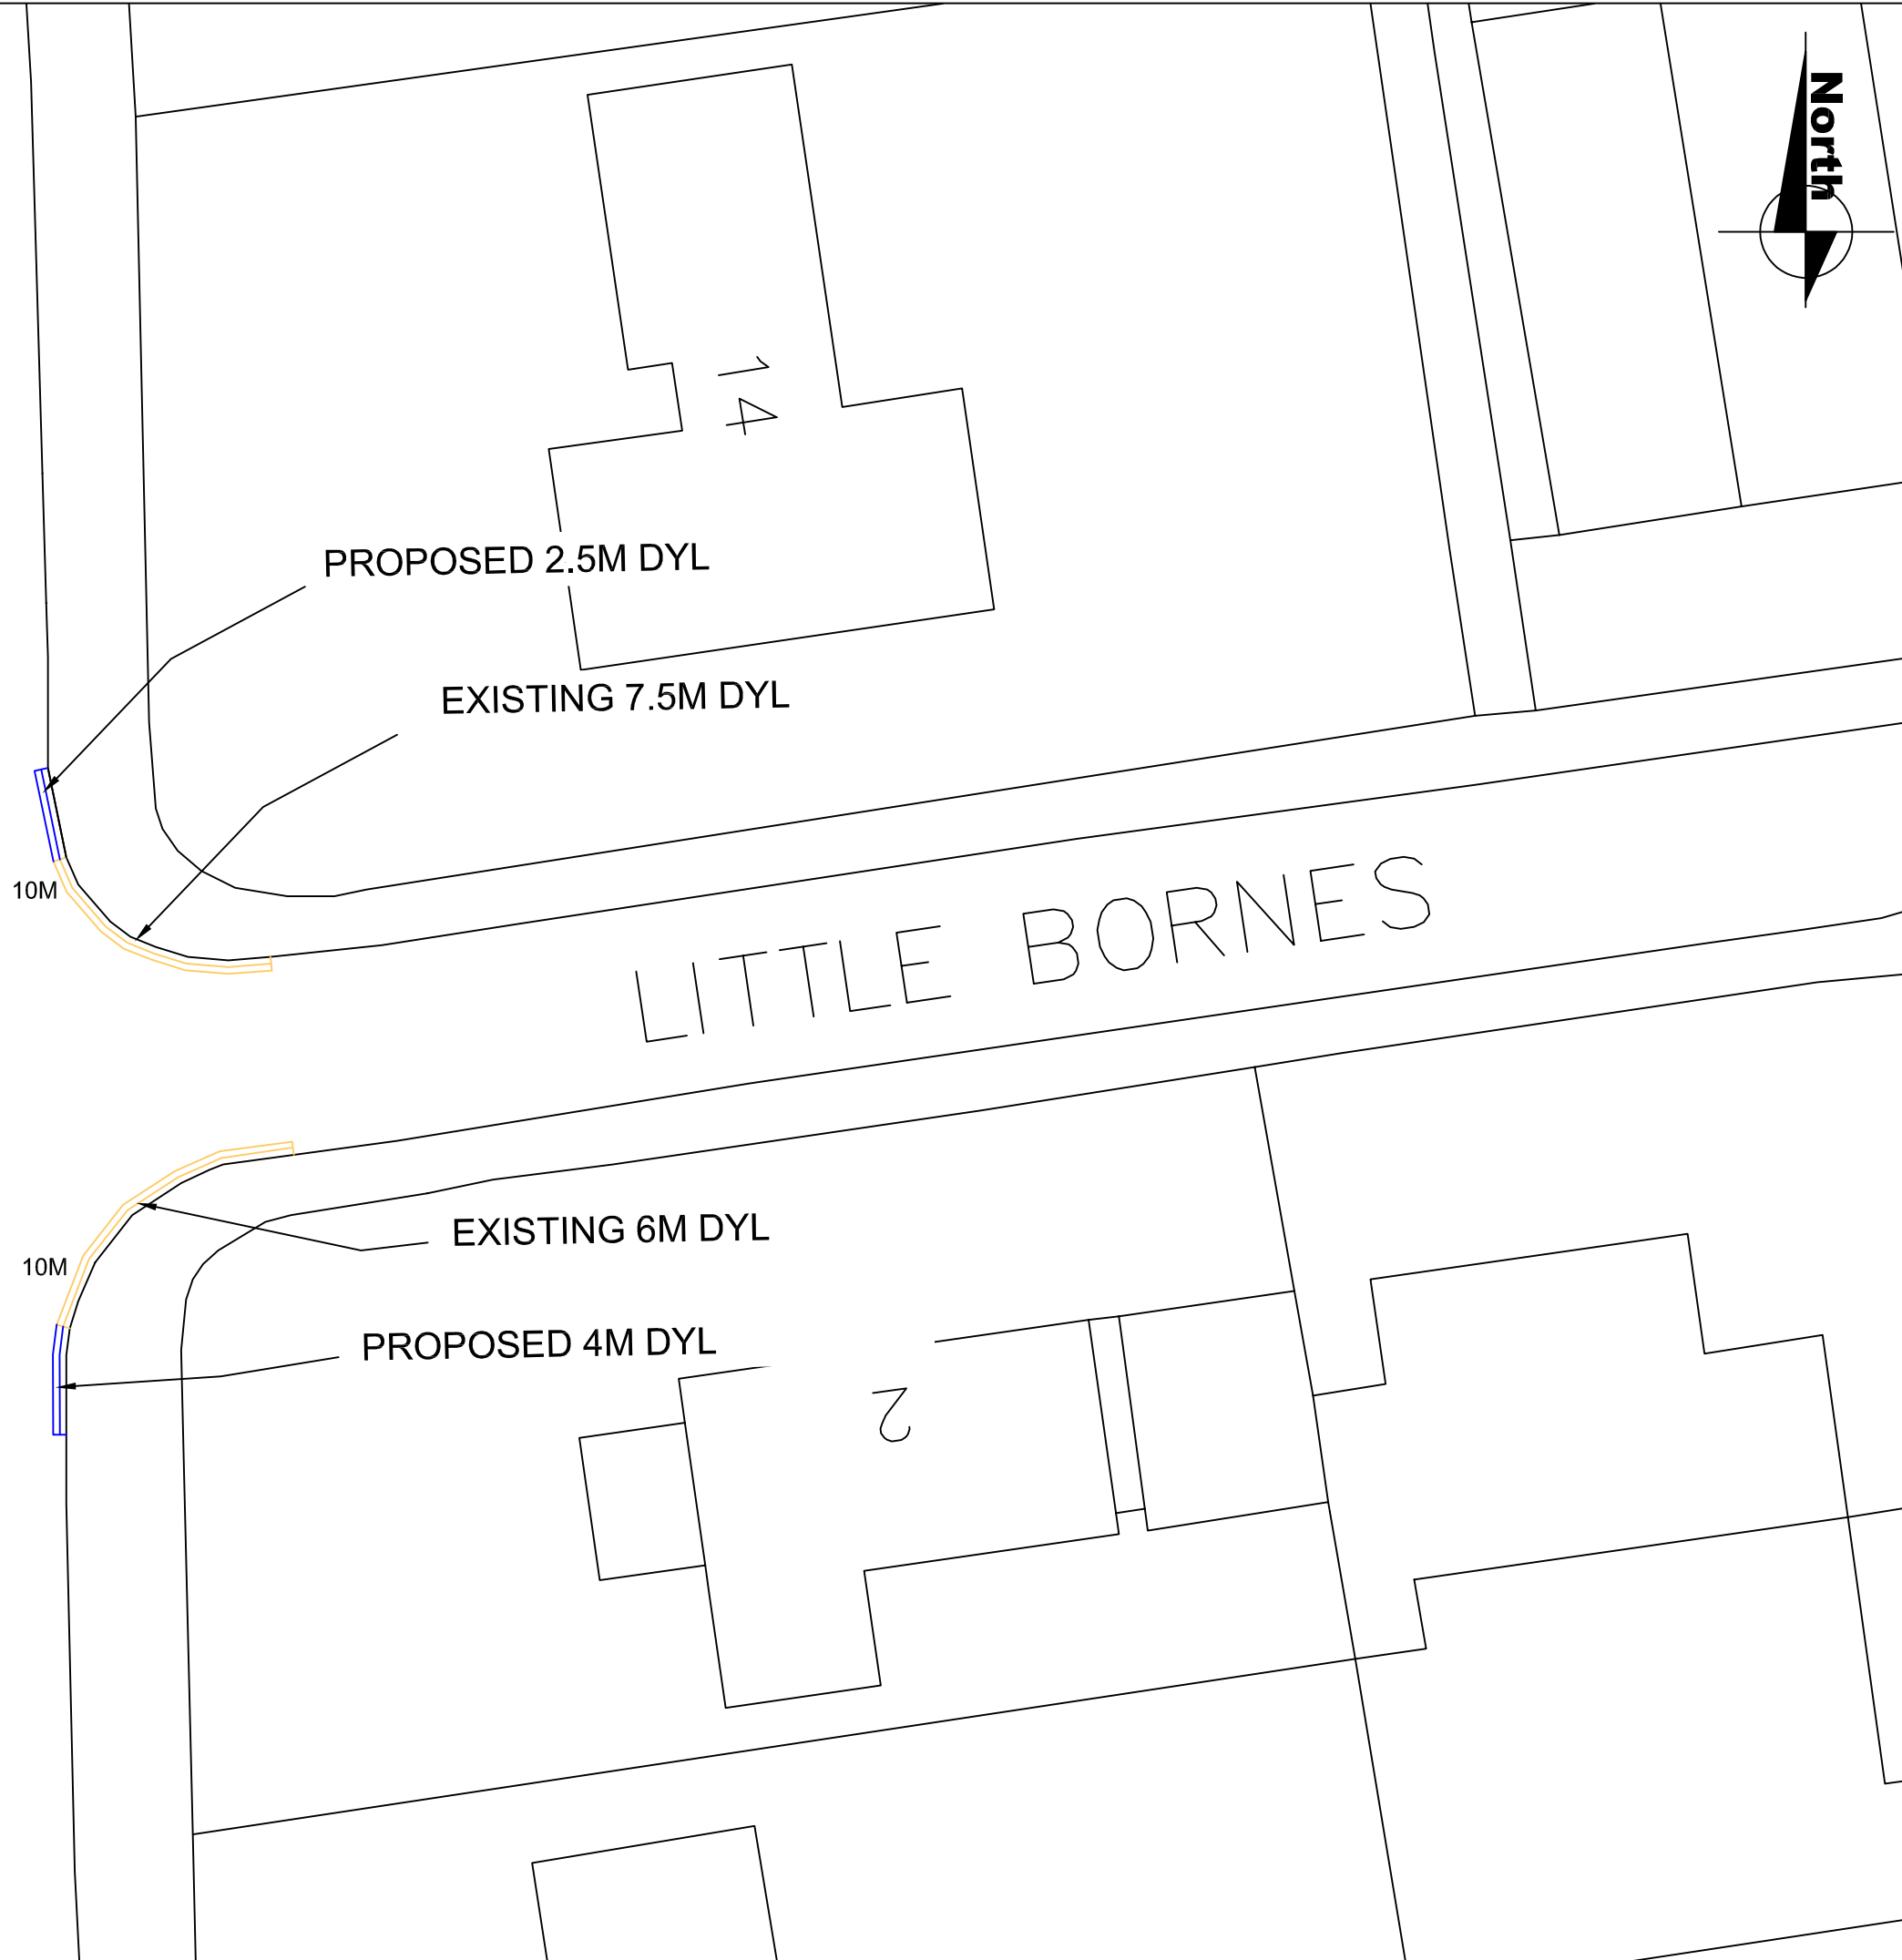 North
14
PROPOSED 2.5M DYL
EXISTING 7.5M DYL
10M
LITTLE BORNES
EXISTING 6M DYL
10M
PROPOSED 4M DYL
2